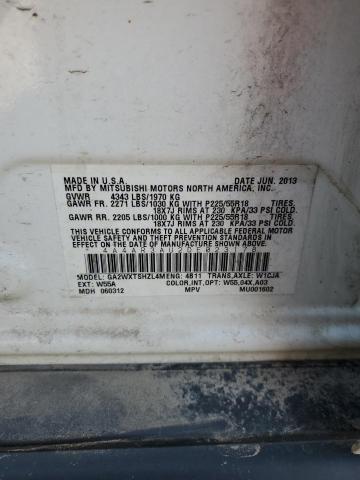 MADE IN U.S.A. DATE JUN. 2013
MFD BY MITSUBISHI MOTORS NORTH AMERICA, INC.
GVWR 4343 LBS/1970 KG
GAWR FR. 2271 LBS/1030 KG WITH P225/55R18 TIRES,
18X7J RIMS AT 230 KPA/33 PSI COLD.
GAWR RR. 2205 LBS/1000 KG WITH P225/55R18 TIRES,
18X7J RIMS AT 230 KPA/33 PSI COLD.
THIS VEHICLE CONFORMS TO ALL APPLICABLE FEDERAL MOTOR
VEHICLE SAFETY, BUMPER AND THEFT PREVENTION
STANDARDS IN EFFECT ON THE DATE OF MANUFACTURE SHOWN ABOVE.
MODEL: GA2WXTSHZL4M ENG: 4B11 TRANS,AXLE: W1CJA
EXT: W55A COLOR,INT,OPT: W55,04X,A03
MDH 060312 MPV MU001602